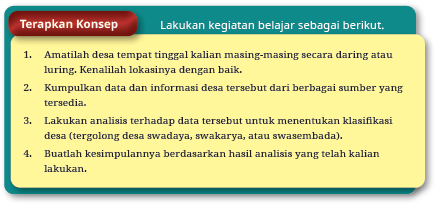 Terapkan Konsep
Lakukan kegiatan belajar sebagai berikut.
1. Amatilah desa tempat tinggal kalian masing-masing secara daring atau
luring. Kenalilah lokasinya dengan baik.
2. Kumpulkan data dan informasi desa tersebut dari berbagai sumber yang
tersedia.
3. Lakukan analisis terhadap data tersebut untuk menentukan klasifikasi
desa (tergolong desa swadaya, swakarya, atau swasembada).
4. Buatlah kesimpulannya berdasarkan hasil analisis yang telah kalian
lakukan.